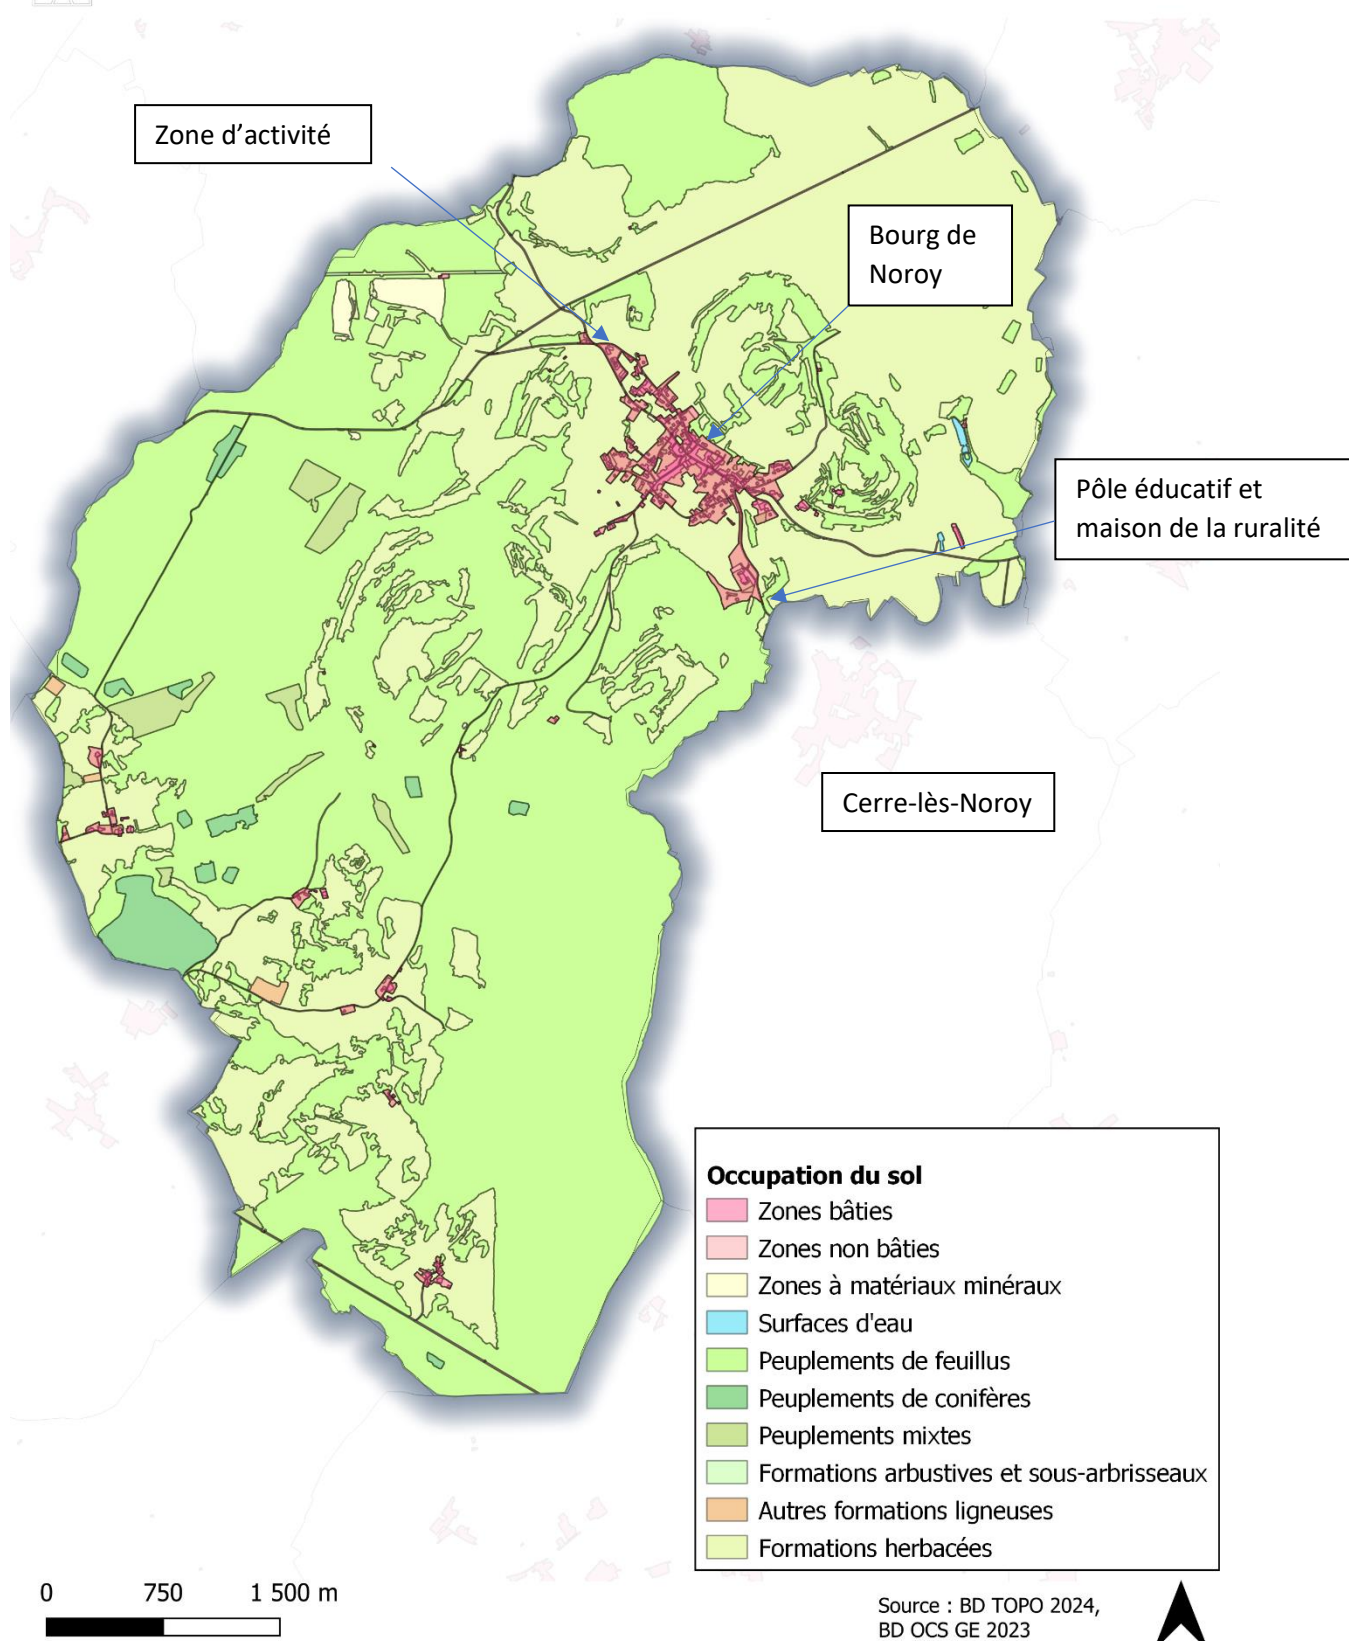 Zone d’activité
Bourg de
Noroy
Pôle éducatif et
maison de la ruralité
Cerre-lès-Noroy
Occupation du sol
Zones bâties
Zones non bâties
Zones à matériaux minéraux
Surfaces d'eau
Peuplements de feuillus
Peuplements de conifères
Peuplements mixtes
Formations arbustives et sous-arbrisseaux
Autres formations ligneuses
Formations herbacées
0 750 1 500 m
Source : BD TOPO 2024,
BD OCS GE 2023